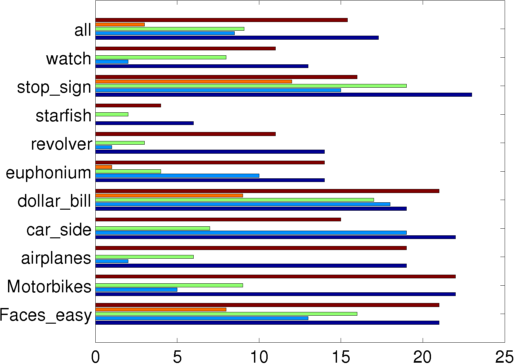 all
watch
stop_sign
starfish
revolver
euphonium
dollar_bill
car_side
airplanes
Motorbikes
Faces_easy
0 5 10 15 20 25